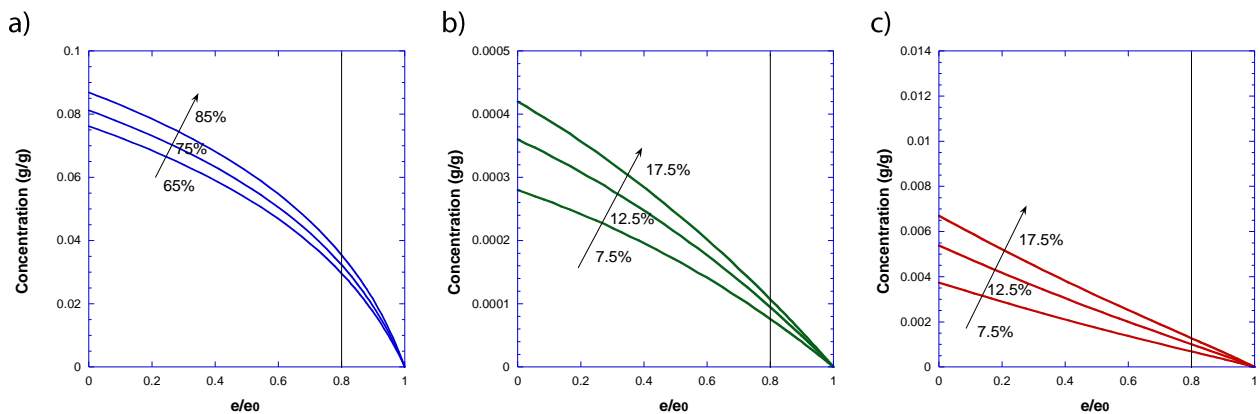 a)
0.1
0.08
0.06
0.04
0.02
0
0 0.2 0.4 0.6 0.8 1
Concentration (g/g)
e/e0
85%
75%
65%
b)
0.0005
0.0004
0.0003
0.0002
0.0001
0
0 0.2 0.4 0.6 0.8 1
Concentration (g/g)
e/e0
17.5%
12.5%
7.5%
c)
0.014
0.012
0.01
0.008
0.006
0.004
0.002
0
0 0.2 0.4 0.6 0.8 1
Concentration (g/g)
e/e0
17.5%
12.5%
7.5%